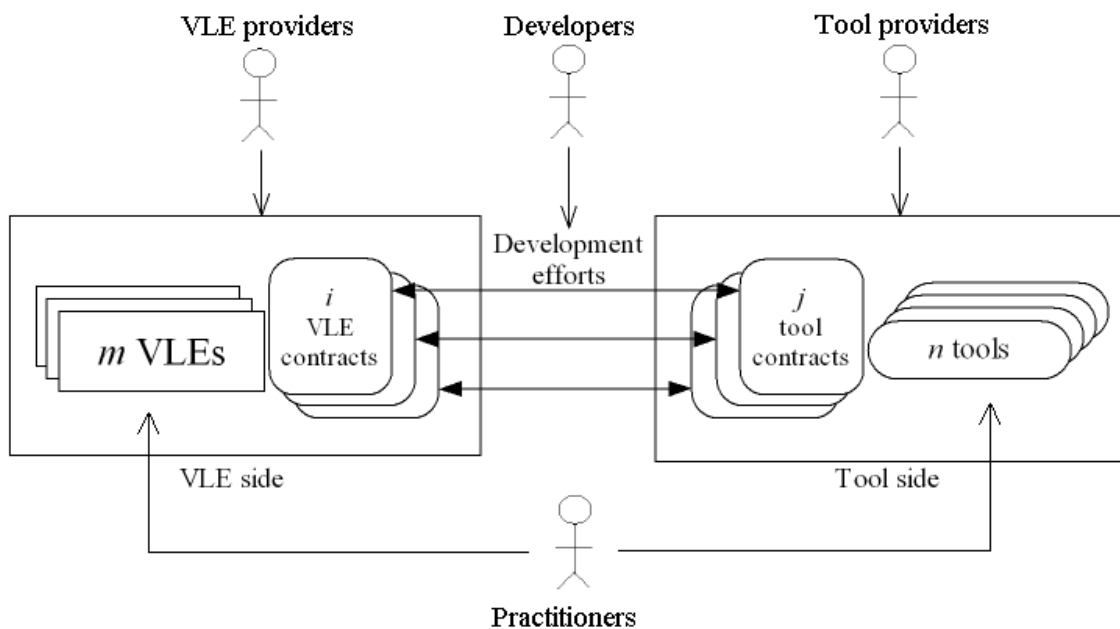 VLE providers
Developers
Tool providers
Development
efforts
i
VLE
contracts
m VLEs
j
tool
contracts
n tools
VLE side
Tool side
Practitioners